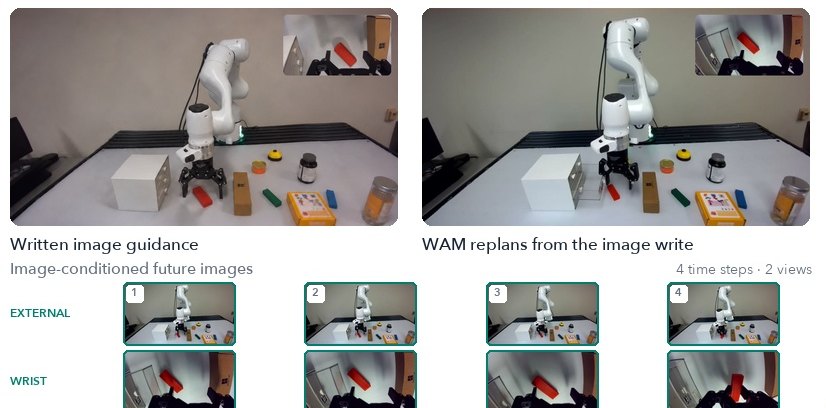 Written image guidance
WAM replans from the image write
Image-conditioned future images
4 time steps · 2 views
EXTERNAL
1
2
3
4
WRIST